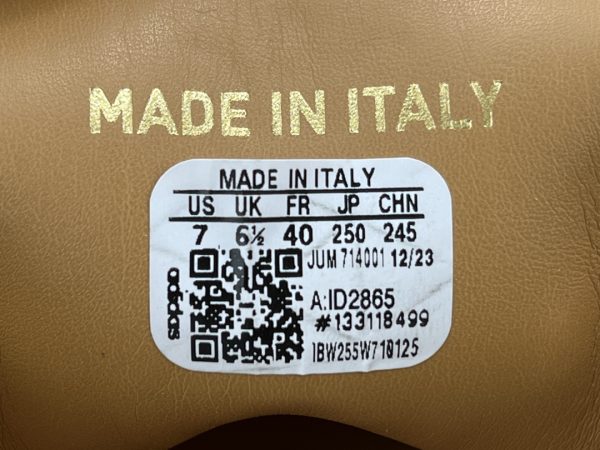 MADE IN ITALY
MADE IN ITALY
US UK FR JP CHN
7 6½ 40 250 245
JUM 714001 12/23
A:ID2865
#133118499
IBW255W710125
adidas